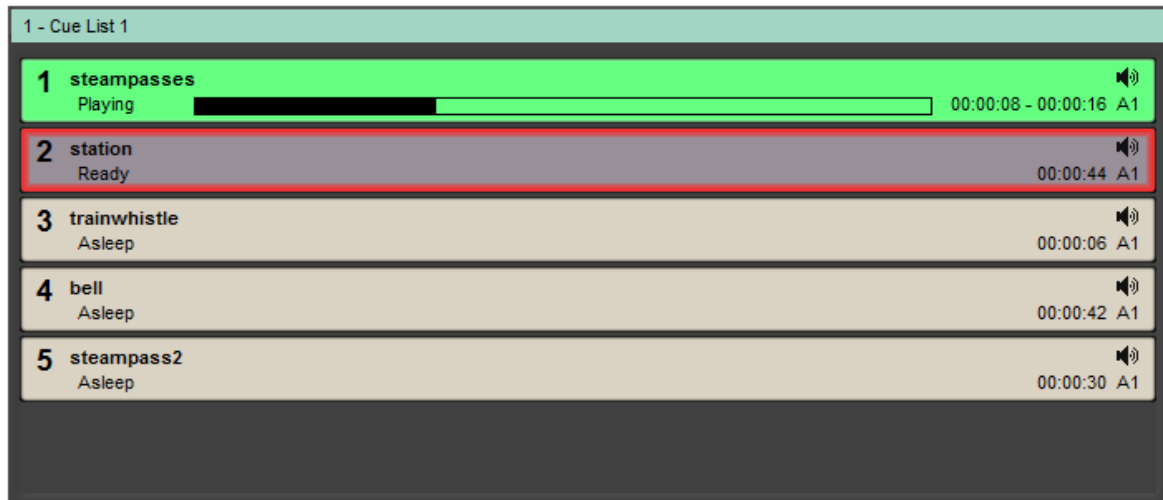 1 - Cue List 1
1 steampasses
Playing 00:00:08 - 00:00:16 A1
2 station
Ready 00:00:44 A1
3 trainwhistle
Asleep 00:00:06 A1
4 bell
Asleep 00:00:42 A1
5 steampass2
Asleep 00:00:30 A1